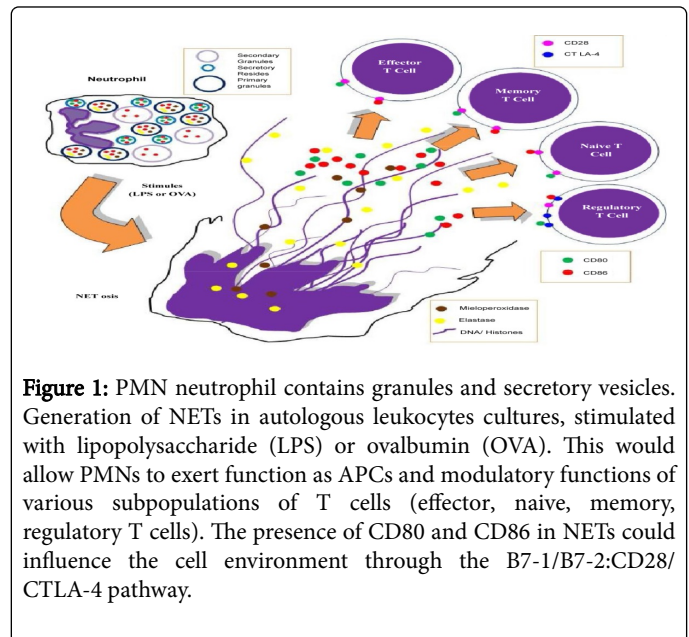 Secondary
Granules
Secretory
Resides
Primary
granules
Neutrophil
Stimules
(LPS or OVA)
NET osis
Effector
T Cell
Memory
T Cell
Naive T
Cell
Regulatory
T Cell
CD28
CT LA-4
CD80
CD86
Mieloperoxidase
Elastase
DNA/ Histones
Figure 1: PMN neutrophil contains granules and secretory vesicles.
Generation of NETs in autologous leukocytes cultures, stimulated
with lipopolysaccharide (LPS) or ovalbumin (OVA). This would
allow PMNs to exert function as APCs and modulatory functions of
various subpopulations of T cells (effector, naive, memory,
regulatory T cells). The presence of CD80 and CD86 in NETs could
influence the cell environment through the B7-1/B7-2:CD28/
CTLA-4 pathway.